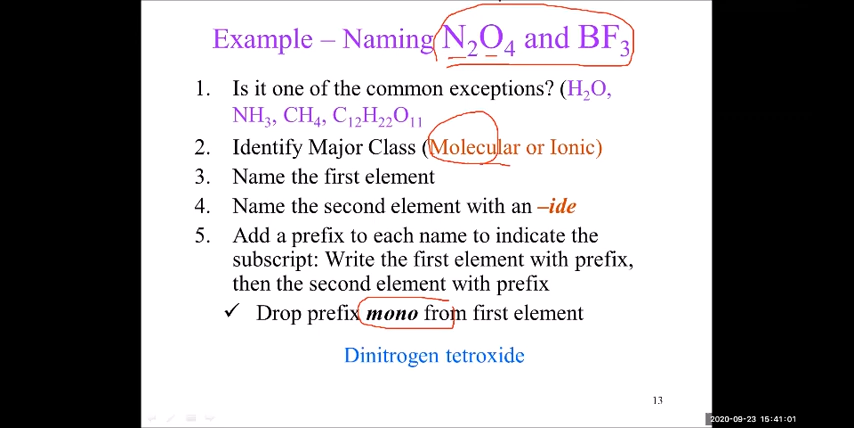 Example – Naming N₂O₄ and BF₃
1. Is it one of the common exceptions? (H₂O,
NH₃, CH₄, C₁₂H₂₂O₁₁
2. Identify Major Class (Molecular or Ionic)
3. Name the first element
4. Name the second element with an –ide
5. Add a prefix to each name to indicate the
subscript: Write the first element with prefix,
then the second element with prefix
✓ Drop prefix mono from first element
Dinitrogen tetroxide
13
2020-09-23 15:41:01